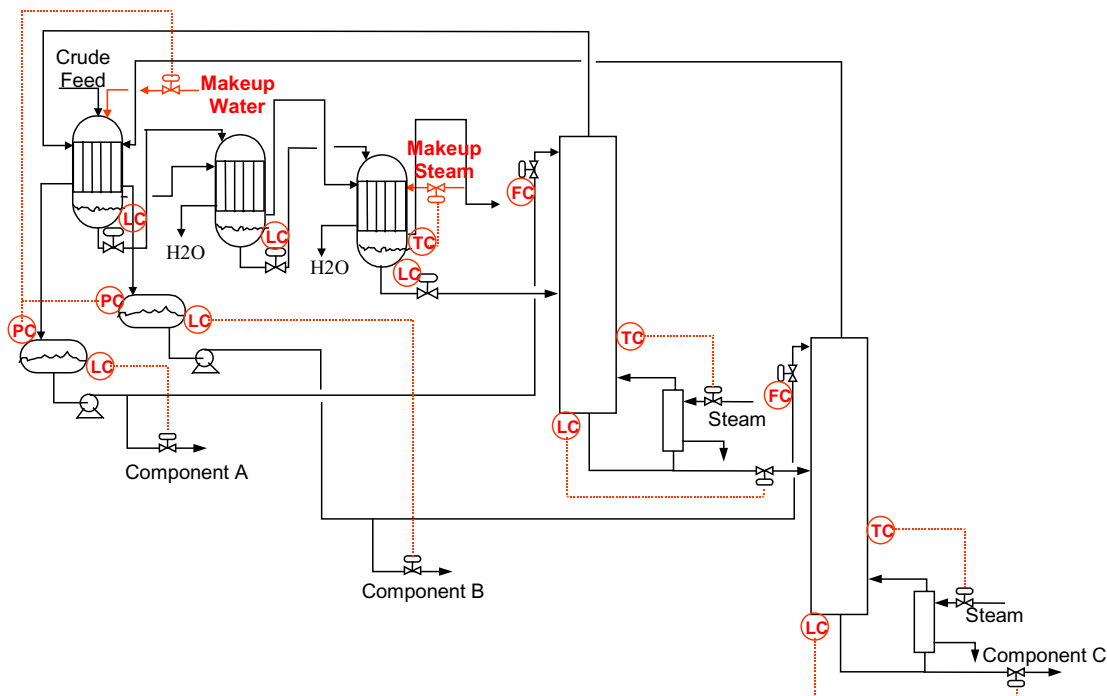 Crude
Feed
Makeup
Water
Makeup
Steam
FC
LC
LC
TC
H2O
H2O
LC
PC
LC
PC
LC
TC
FC
Steam
LC
Component A
TC
Component B
Steam
LC
Component C